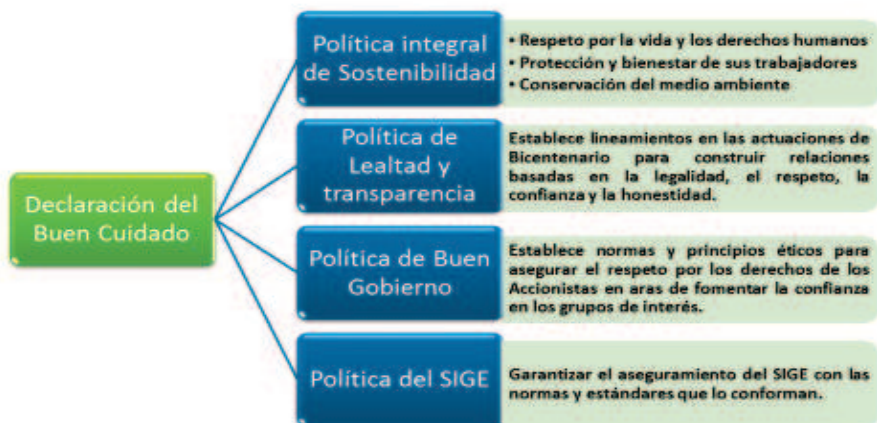 Declaración del
Buen Cuidado
Política integral
de Sostenibilidad
• Respeto por la vida y los derechos humanos
• Protección y bienestar de sus trabajadores
• Conservación del medio ambiente
Política de
Lealtad y
transparencia
Establece lineamientos en las actuaciones de
Bicentenario para construir relaciones
basadas en la legalidad, el respeto, la
confianza y la honestidad.
Política de Buen
Gobierno
Establece normas y principios éticos para
asegurar el respeto por los derechos de los
Accionistas en aras de fomentar la confianza
en los grupos de interés.
Política del SIGE
Garantizar el aseguramiento del SIGE con las
normas y estándares que lo conforman.